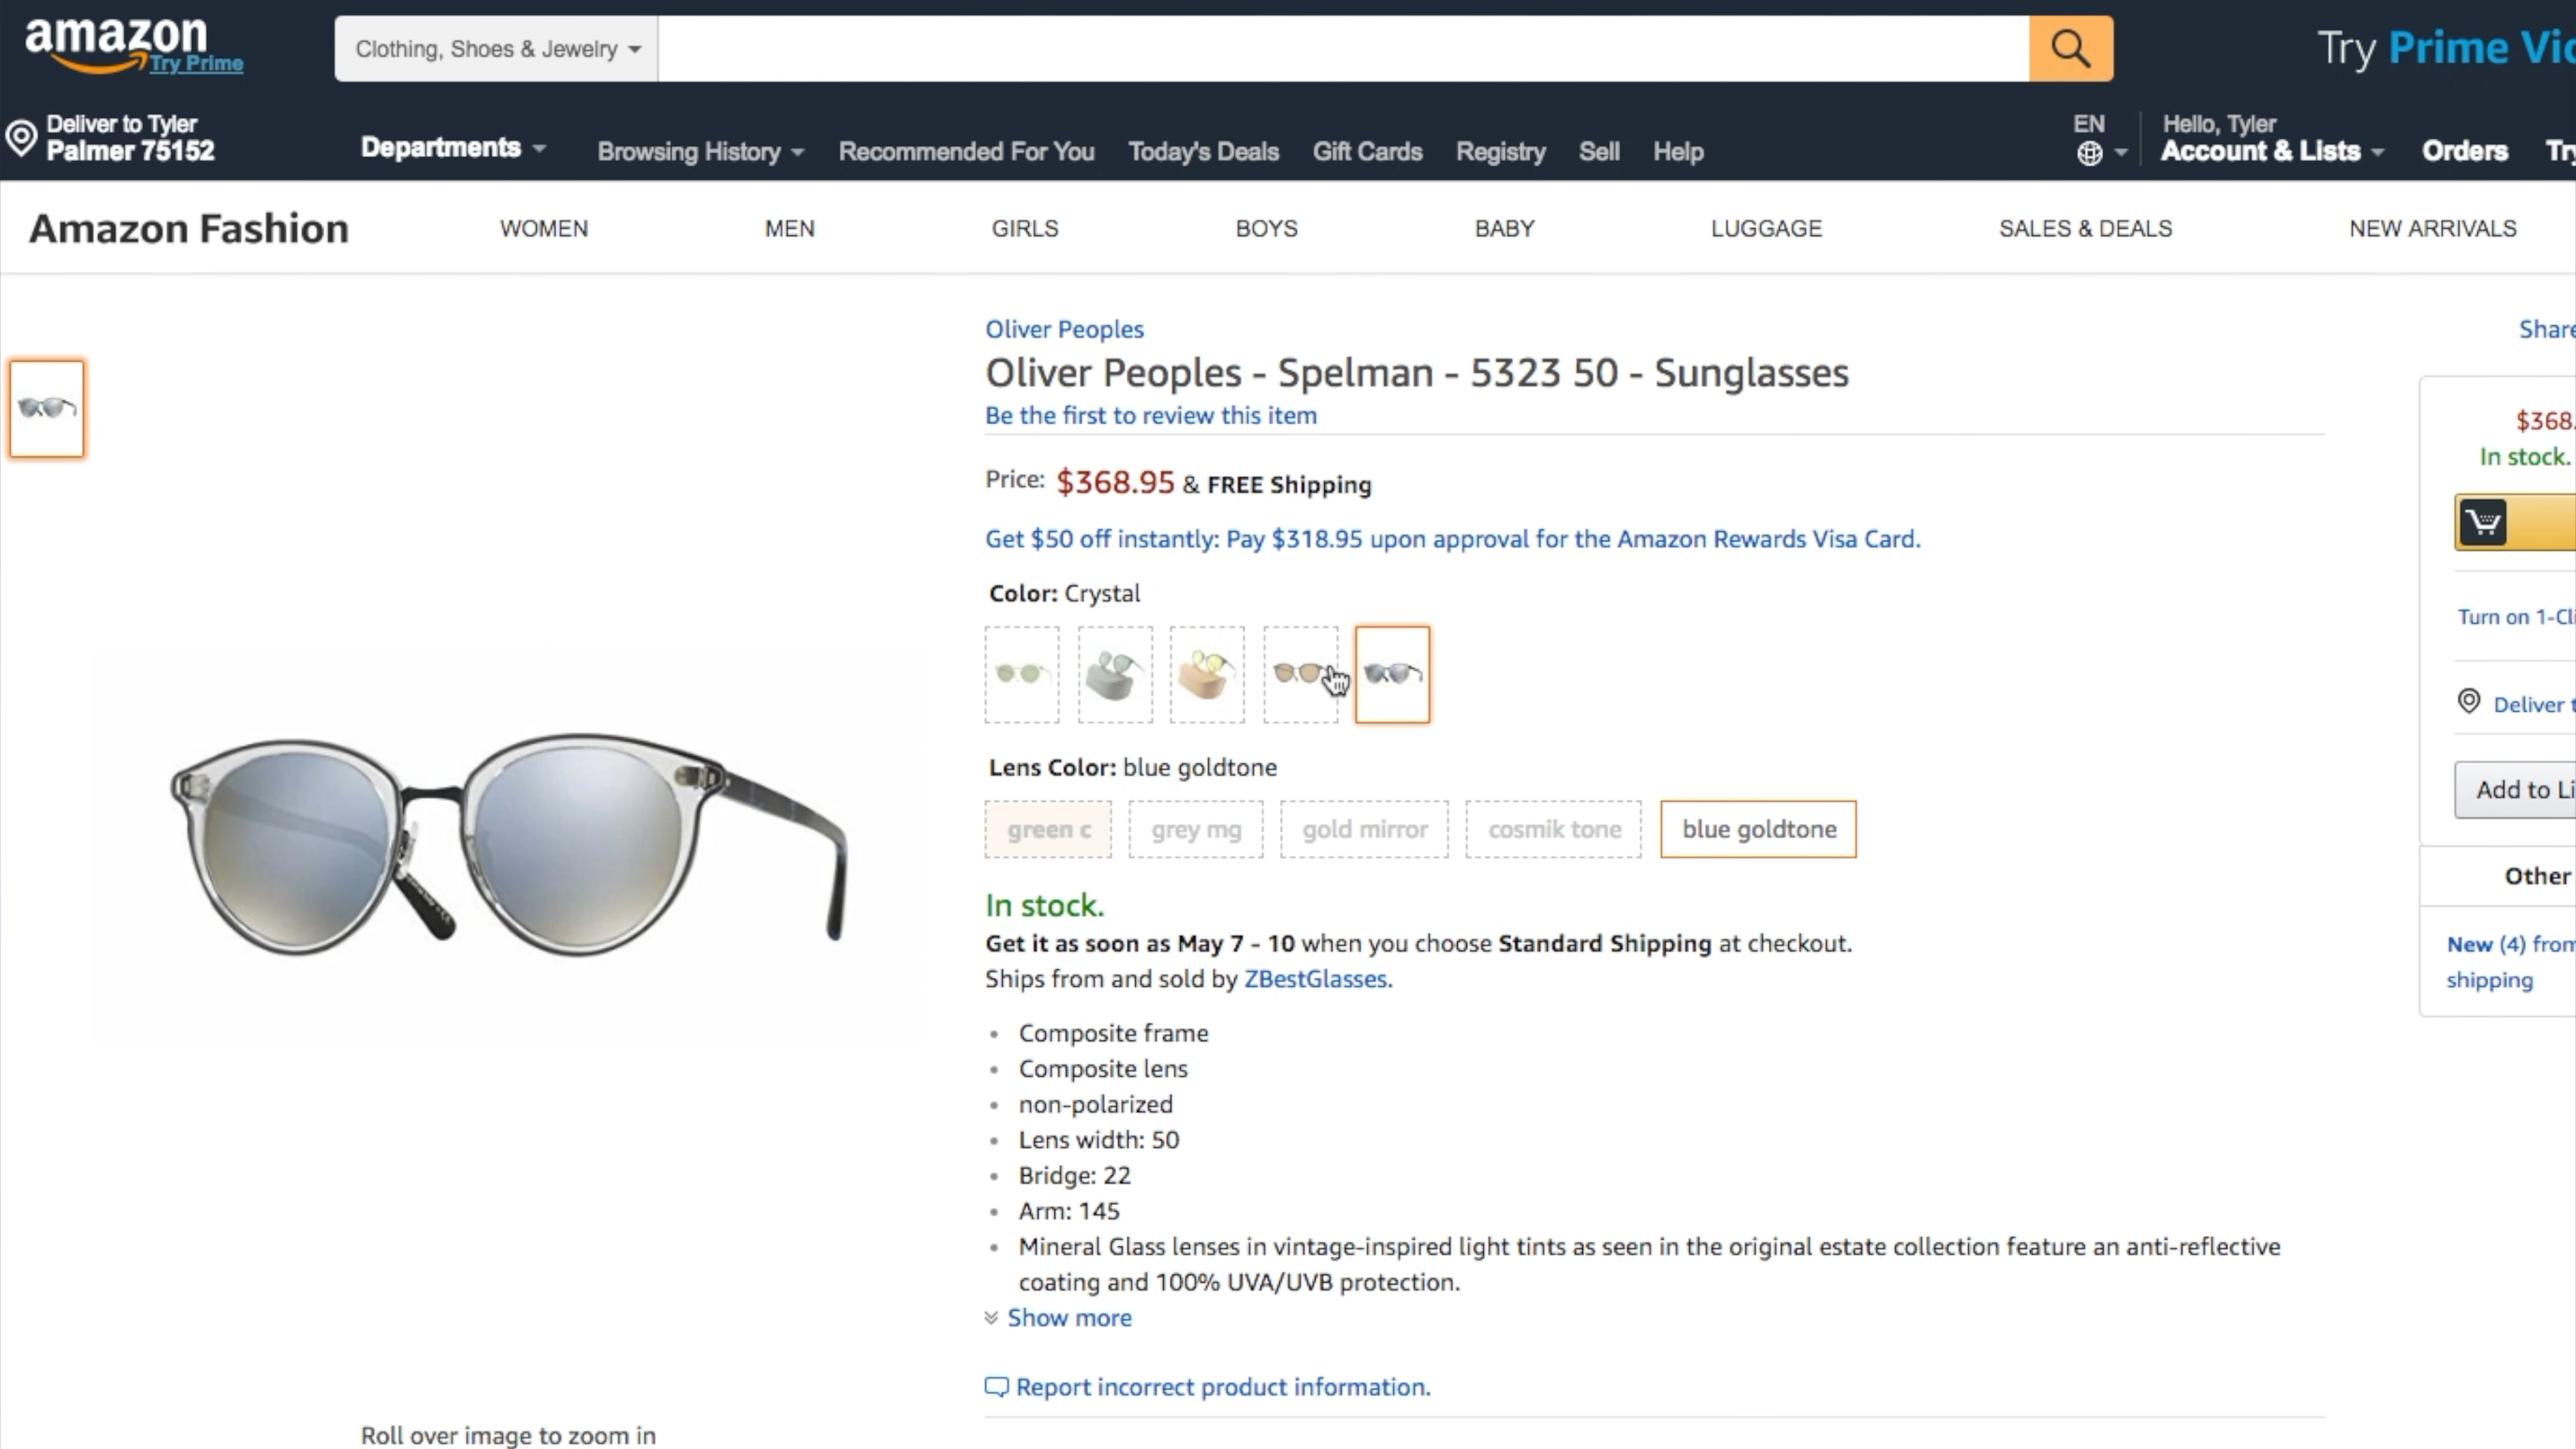 amazon
Try Prime
Clothing, Shoes & Jewelry
Try Prime
Deliver to Tyler
Palmer 75152
Departments
Browsing History
Recommended For You
Today's Deals
Gift Cards
Registry
Sell
Help
EN
Hello, Tyler
Account & Lists
Orders
Amazon Fashion
WOMEN
MEN
GIRLS
BOYS
BABY
LUGGAGE
SALES & DEALS
NEW ARRIVALS
Oliver Peoples
Oliver Peoples - Spelman - 5323 50 - Sunglasses
Be the first to review this item
Price: $368.95 & FREE Shipping
Get $50 off instantly: Pay $318.95 upon approval for the Amazon Rewards Visa Card.
Color: Crystal
Lens Color: blue goldtone
green c
grey mg
gold mirror
cosmik tone
blue goldtone
In stock.
Get it as soon as May 7 - 10 when you choose Standard Shipping at checkout.
Ships from and sold by ZBestGlasses.
• Composite frame
• Composite lens
• non-polarized
• Lens width: 50
• Bridge: 22
• Arm: 145
• Mineral Glass lenses in vintage-inspired light tints as seen in the original estate collection feature an anti-reflective
coating and 100% UVA/UVB protection.
Show more
Report incorrect product information.
Roll over image to zoom in
Share
$368.
In stock.
Turn on 1-Cli
Deliver t
Add to Li
Other
New (4) from
shipping